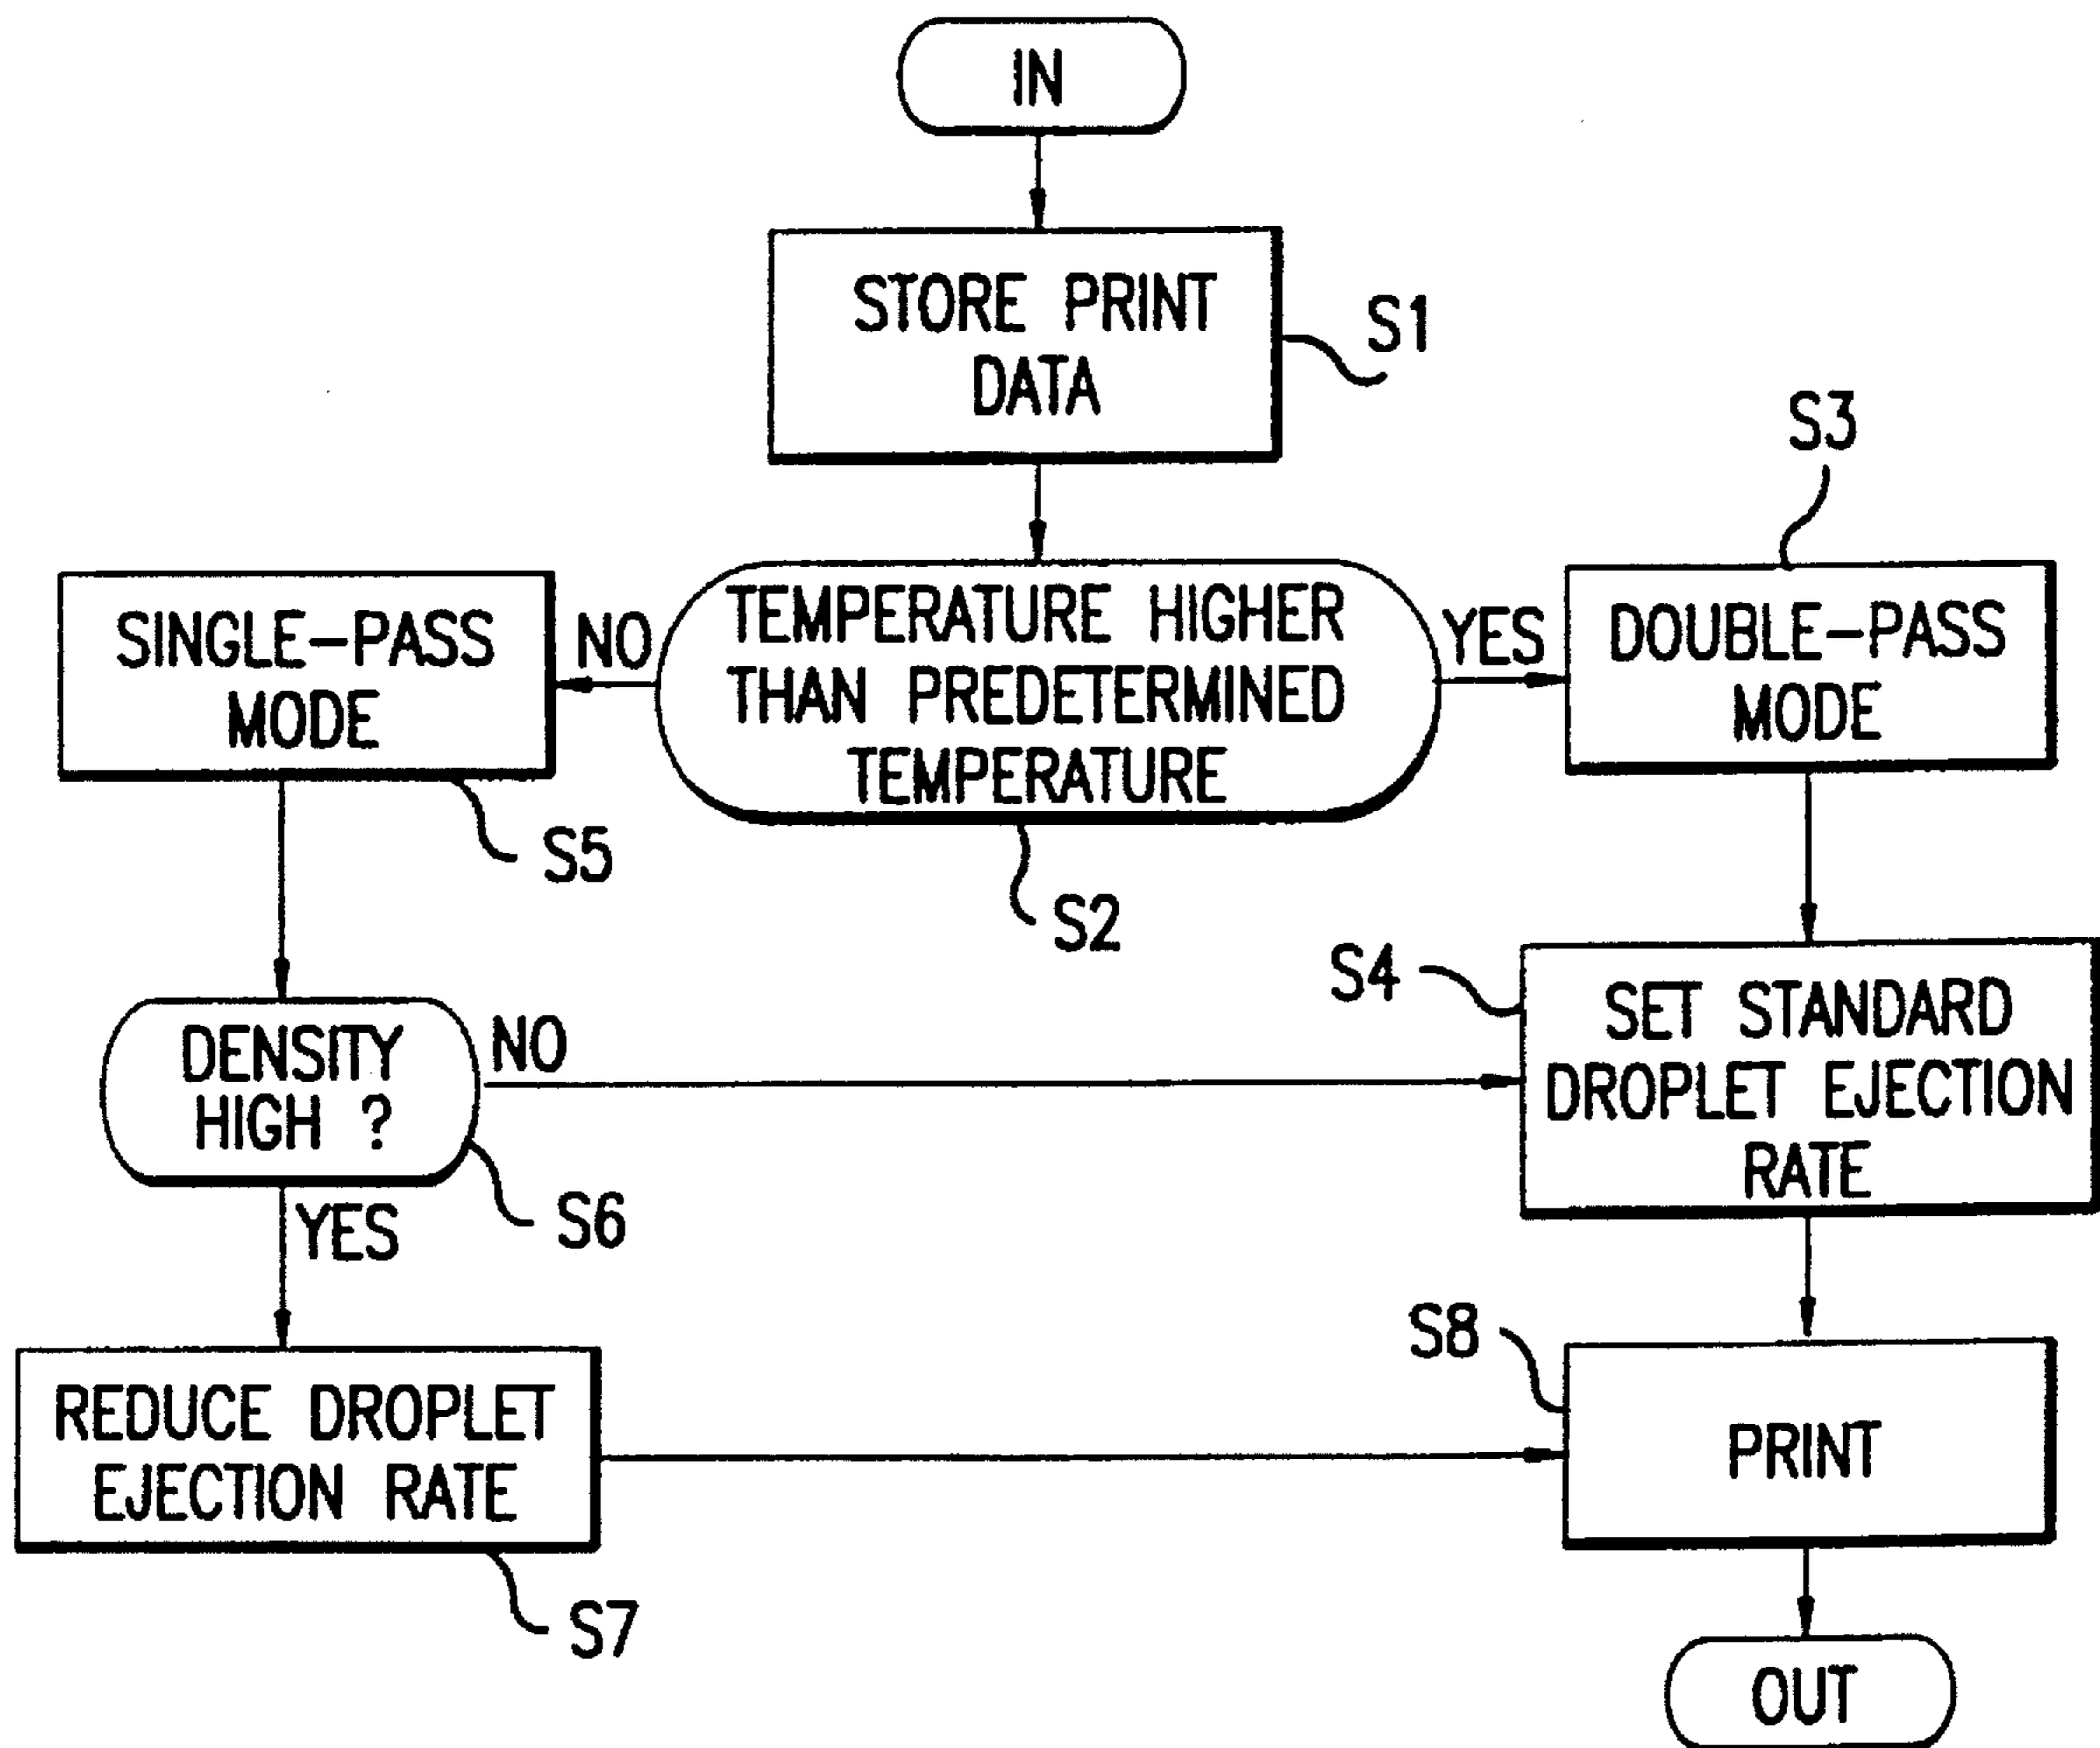 IN
STORE PRINT
DATA
S1
S3
SINGLE-PASS
MODE
NO
TEMPERATURE HIGHER
THAN PREDETERMINED
TEMPERATURE
YES
DOUBLE-PASS
MODE
S5
S2
S4
SET STANDARD
DROPLET EJECTION
RATE
DENSITY
HIGH ?
NO
S6
YES
S8
REDUCE DROPLET
EJECTION RATE
PRINT
S7
OUT